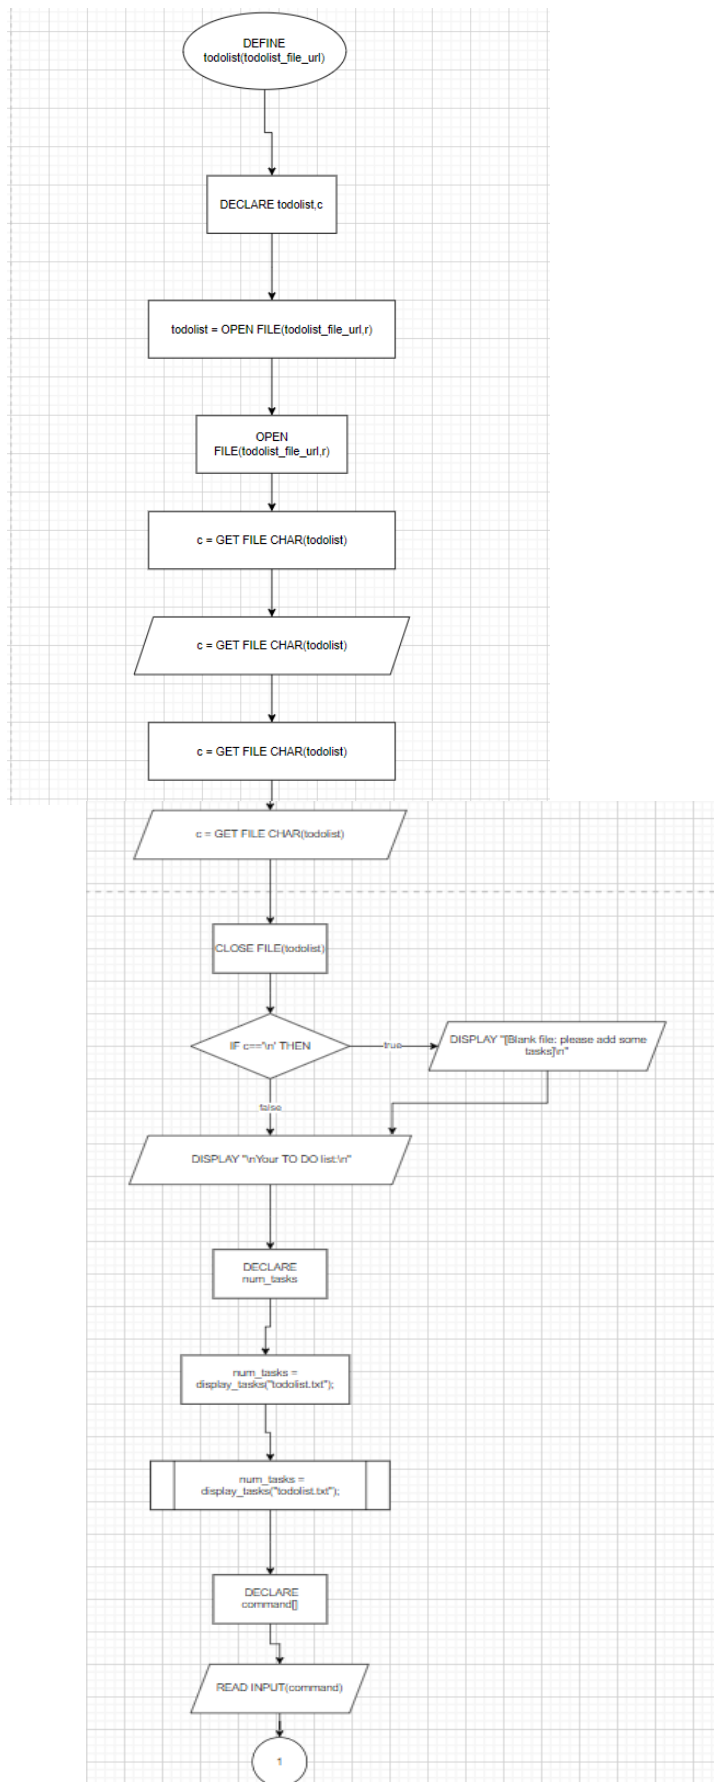 DEFINE
todolist(todolist_file_url)
DECLARE todolist,c
todolist = OPEN FILE(todolist_file_url,r)
OPEN
FILE(todolist_file_url,r)
c = GET FILE CHAR(todolist)
c = GET FILE CHAR(todolist)
c = GET FILE CHAR(todolist)
c = GET FILE CHAR(todolist)
CLOSE FILE(todolist)
IF c=='\n' THEN
true
DISPLAY "[Blank file: please add some
tasks]\n"
false
DISPLAY "\nYour TO DO list:\n"
DECLARE
num_tasks
num_tasks =
display_tasks("todolist.txt");
num_tasks =
display_tasks("todolist.txt");
DECLARE
command[]
READ INPUT(command)
1